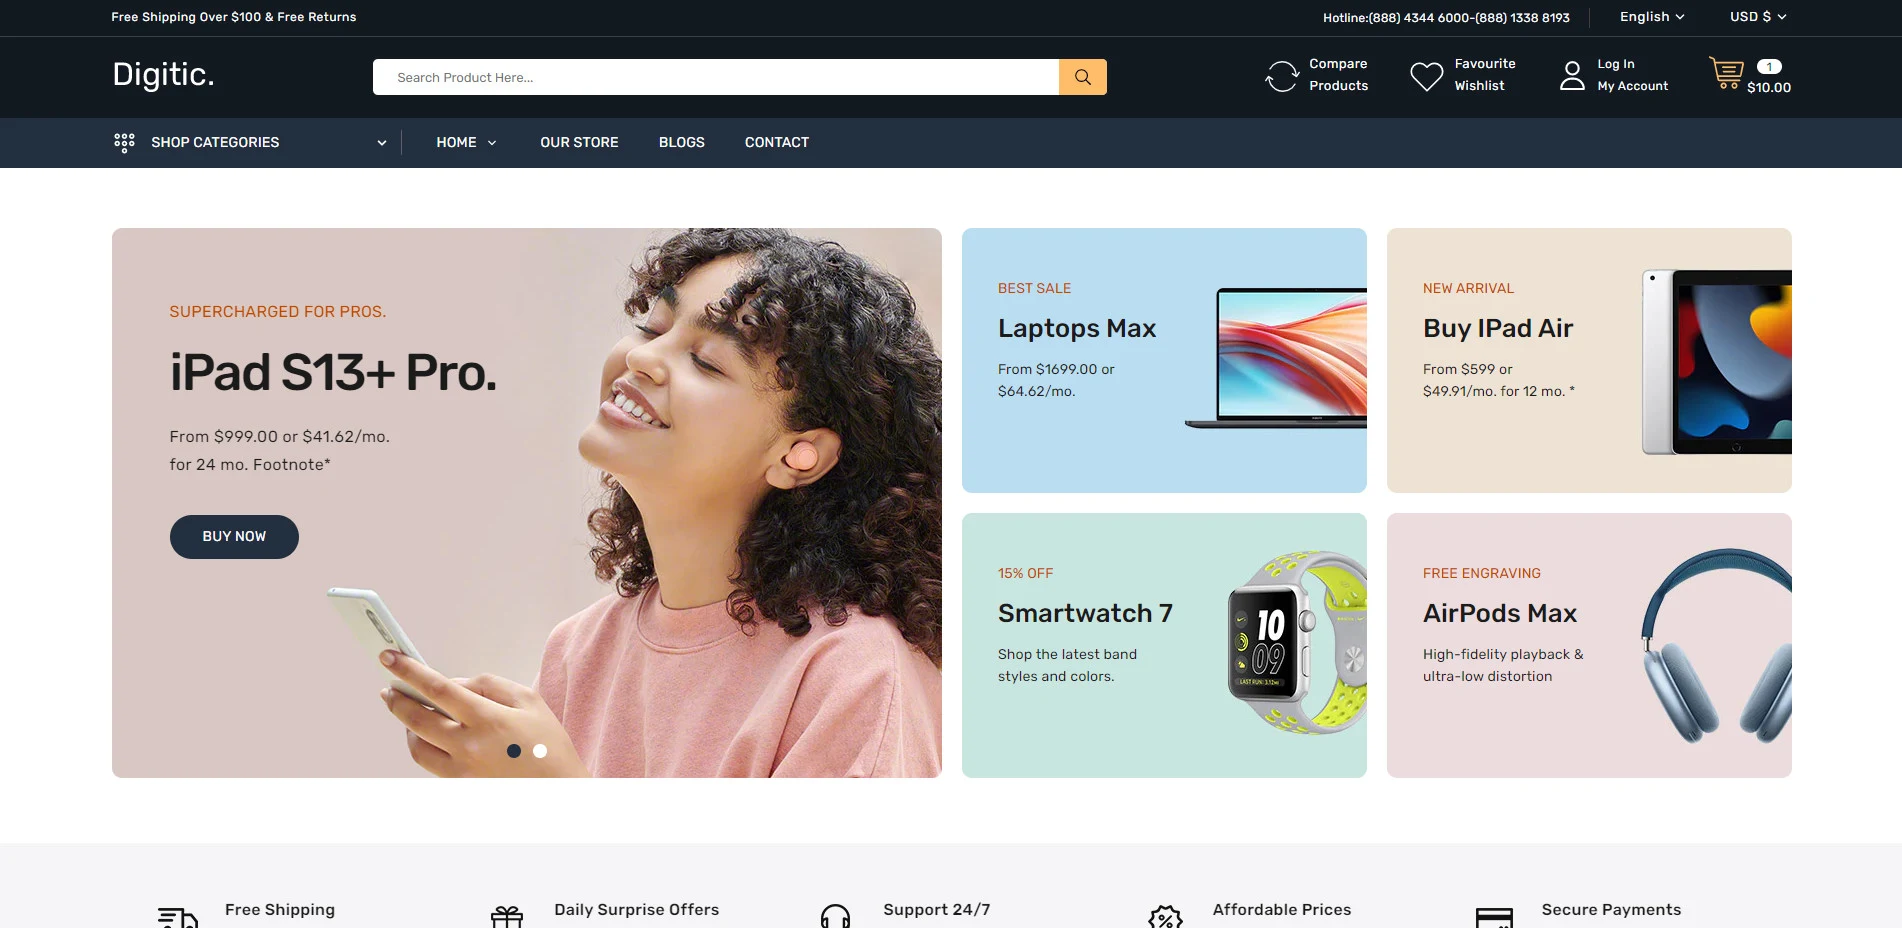 Free Shipping Over $100 & Free Returns
Hotline:(888) 4344 6000-(888) 1338 8193
English
USD $
Digitic.
Search Product Here...
Compare
Products
Favourite
Wishlist
Log In
My Account
1
$10.00
SHOP CATEGORIES
HOME
OUR STORE
BLOGS
CONTACT
SUPERCHARGED FOR PROS.
iPad S13+ Pro.
From $999.00 or $41.62/mo.
for 24 mo. Footnote*
BUY NOW
BEST SALE
Laptops Max
From $1699.00 or
$64.62/mo.
NEW ARRIVAL
Buy IPad Air
From $599 or
$49.91/mo. for 12 mo. *
15% OFF
Smartwatch 7
Shop the latest band
styles and colors.
10
09
LAST RUN: 3.12mi
FREE ENGRAVING
AirPods Max
High-fidelity playback &
ultra-low distortion
Free Shipping
Daily Surprise Offers
Support 24/7
Affordable Prices
Secure Payments